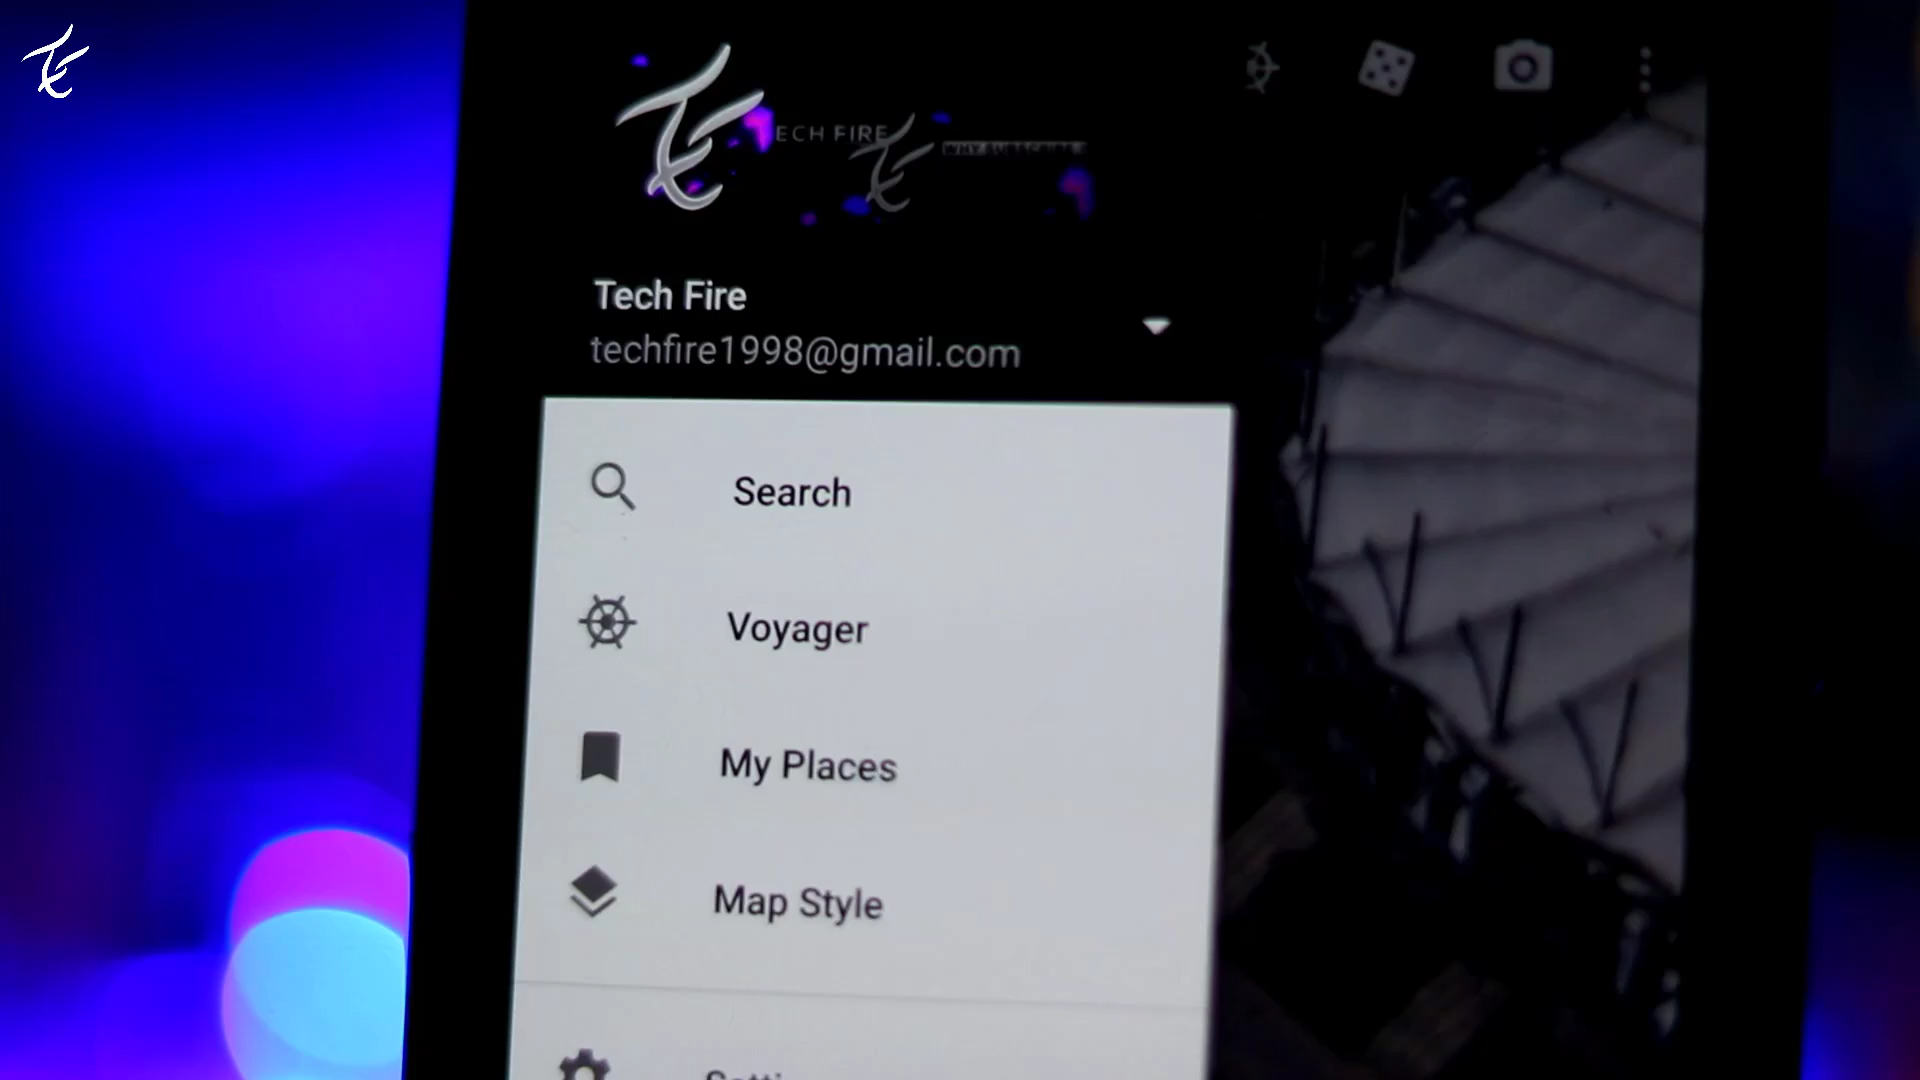 TECH FIRE
Tech Fire
techfire1998@gmail.com
Search
Voyager
My Places
Map Style